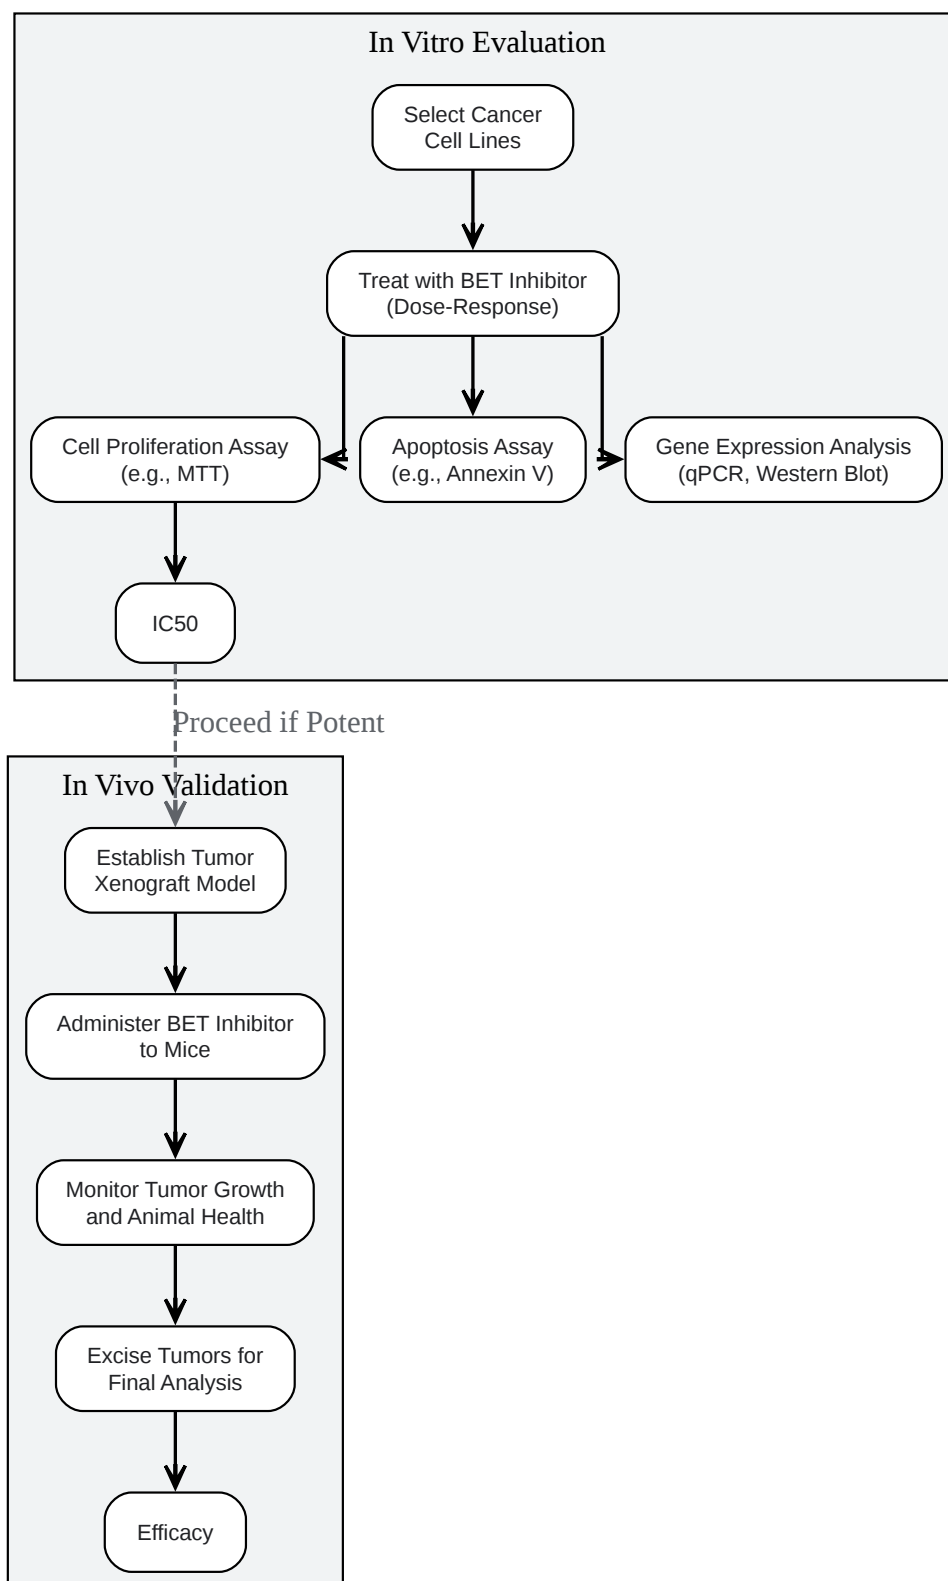 In Vitro Evaluation
Select Cancer
Cell Lines
Treat with BET Inhibitor
(Dose-Response)
Cell Proliferation Assay
(e.g., MTT)
Apoptosis Assay
(e.g., Annexin V)
Gene Expression Analysis
(qPCR, Western Blot)
IC50
Proceed if Potent
In Vivo Validation
Establish Tumor
Xenograft Model
Administer BET Inhibitor
to Mice
Monitor Tumor Growth
and Animal Health
Excise Tumors for
Final Analysis
Efficacy